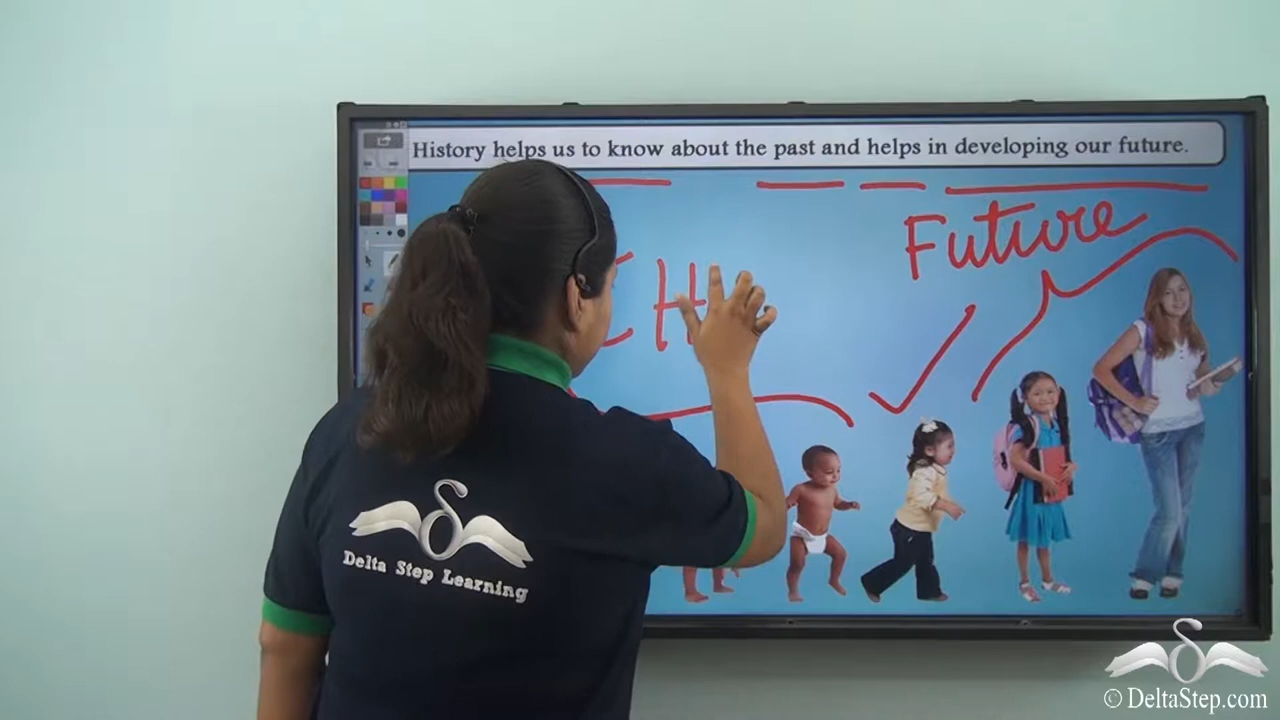 History helps us to know about the past and helps in developing our future.
Future
CH
Delta Step Learning
© DeltaStep.com